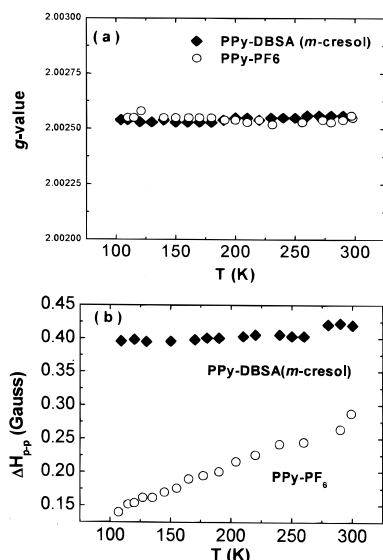 2.00300
( a )
PPy-DBSA (m-cresol)
PPy-PF6
2.00275
g-value
2.00250
2.00225
2.00200
100 150 200 250 300
T (K)
0.45
( b )
0.40
PPy-DBSA(m-cresol)
0.35
ΔHp-p (Gauss)
0.30
0.25
0.20
PPy-PF6
0.15
100 150 200 250 300
T (K)